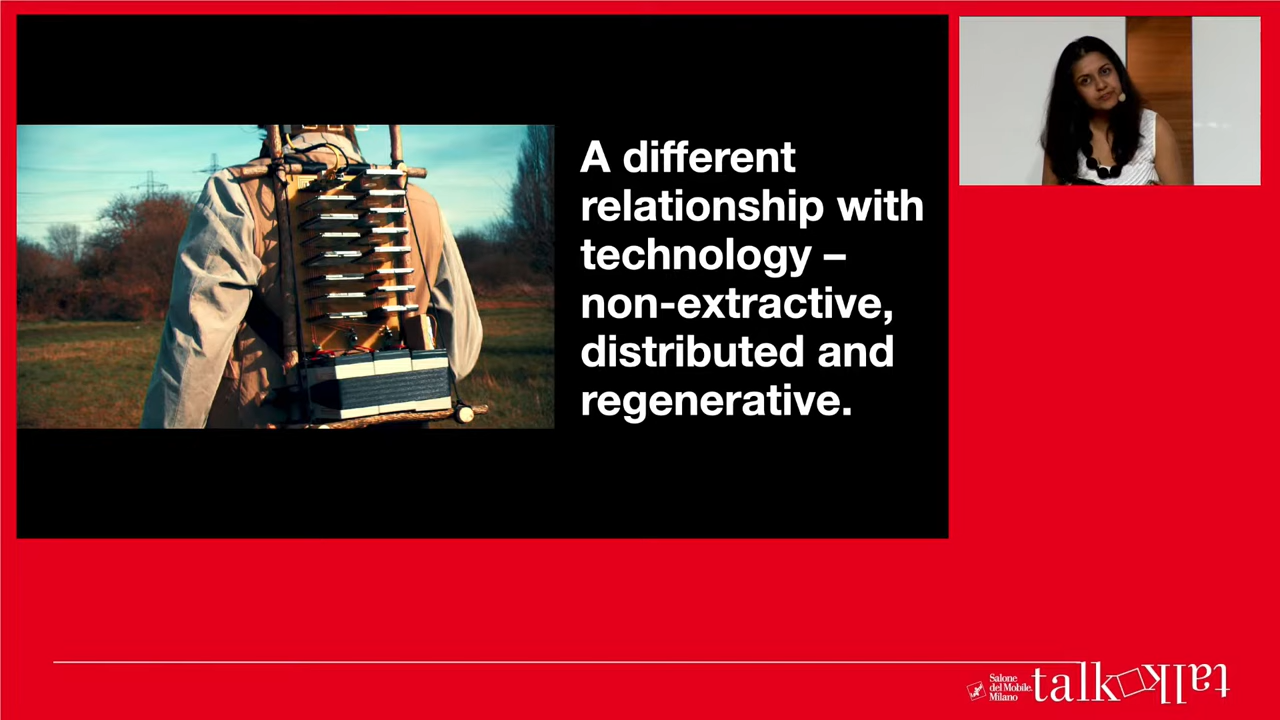 A different
relationship with
technology –
non-extractive,
distributed and
regenerative.
Salone
del Mobile.
Milano
talk talk